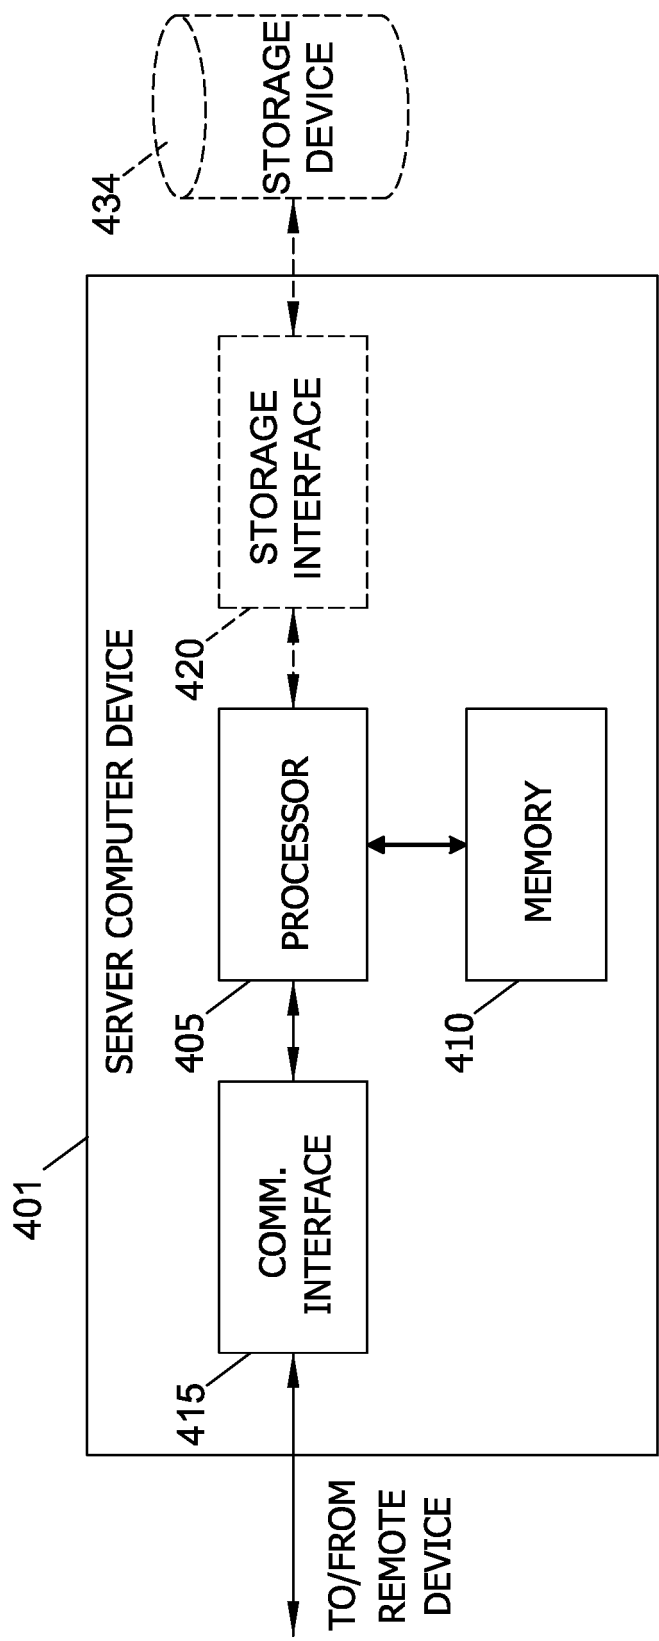 401
SERVER COMPUTER DEVICE
434
STORAGE
DEVICE
415
COMM.
INTERFACE
405
PROCESSOR
420
STORAGE
INTERFACE
TO/FROM
REMOTE
DEVICE
410
MEMORY